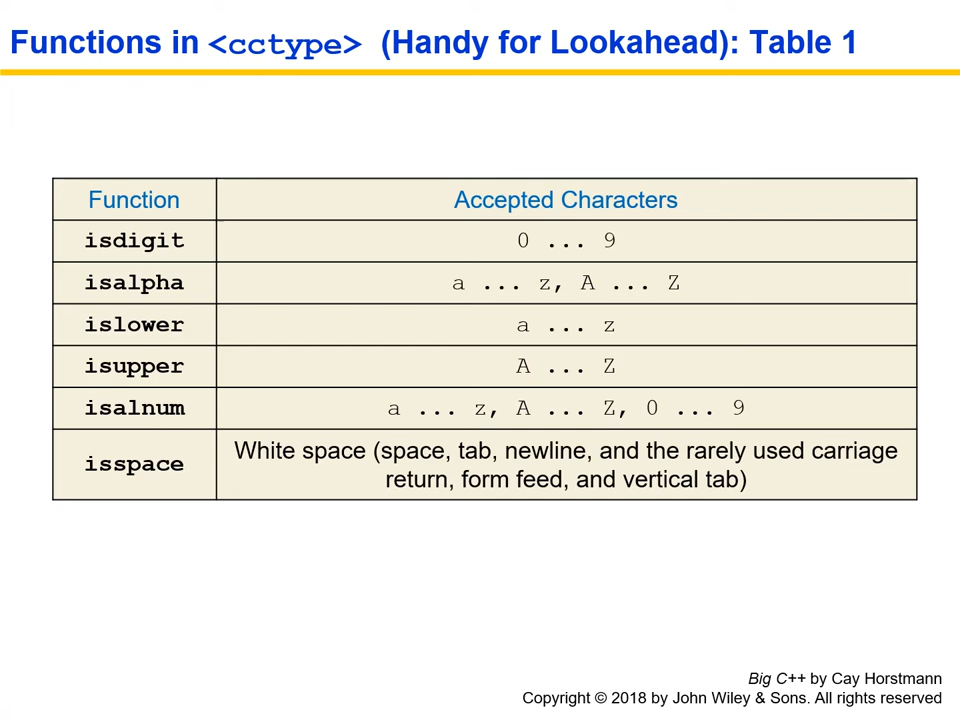 Functions in <cctype> (Handy for Lookahead): Table 1
Function Accepted Characters
isdigit 0 ... 9
isalpha a ... z, A ... Z
islower a ... z
isupper A ... Z
isalnum a ... z, A ... Z, 0 ... 9
isspace White space (space, tab, newline, and the rarely used carriage
return, form feed, and vertical tab)
Big C++ by Cay Horstmann
Copyright © 2018 by John Wiley & Sons. All rights reserved